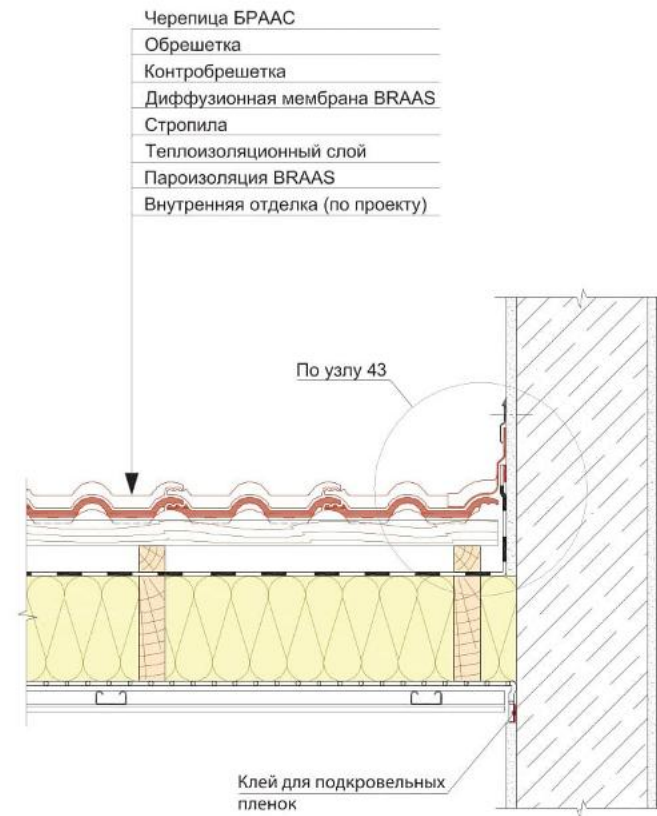 Черепица БРААС
Обрешетка
Контробрешетка
Диффузионная мембрана BRAAS
Стропила
Теплоизоляционный слой
Пароизоляция BRAAS
Внутренняя отделка (по проекту)
По узлу 43
Клей для подкровельных
пленок